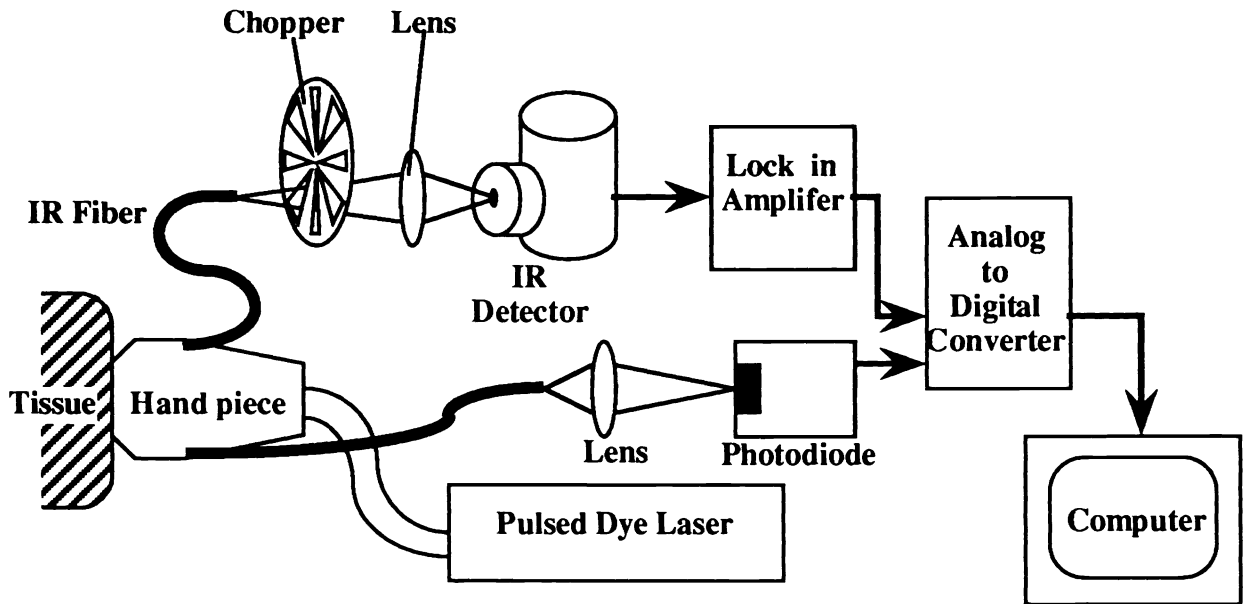 Chopper
Lens
IR Fiber
IR
Detector
Lock in
Amplifer
Analog
to
Digital
Converter
Tissue
Hand piece
Lens
Photodiode
Pulsed Dye Laser
Computer